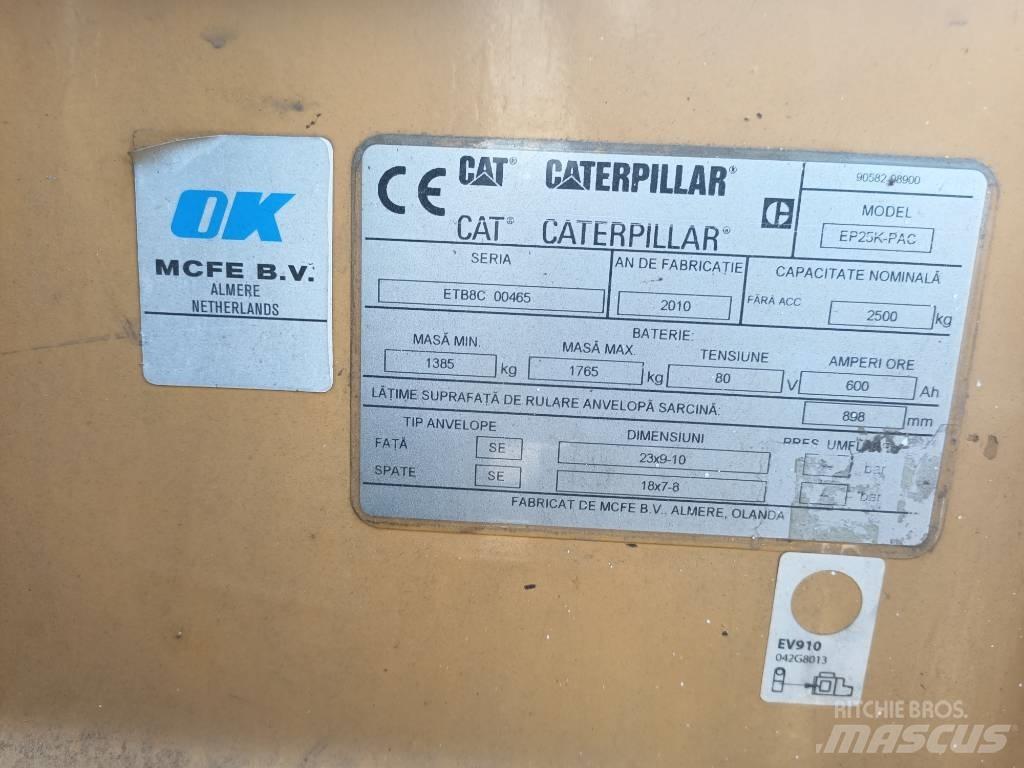 OK
MCFE B.V.
ALMERE
NETHERLANDS
CE CAT® CATERPILLAR®
CAT® CATERPILLAR®
90582-98900
MODEL
EP25K-PAC
SERIA
ETB8C 00465
AN DE FABRICAȚIE
2010
CAPACITATE NOMINALĂ
FĂRĂ ACC 2500 kg
BATERIE:
MASĂ MIN. MASĂ MAX. TENSIUNE AMPERI ORE
1385 kg 1765 kg 80 V 600 Ah
LĂȚIME SUPRAFAȚĂ DE RULARE ANVELOPĂ SARCINĂ: 898 mm
TIP ANVELOPE DIMENSIUNI PRES.
FAȚĂ SE 23x9-10 bar
SPATE SE 18x7-8 bar
FABRICAT DE MCFE B.V., ALMERE, OLANDA
EV910
042G8013
RITCHIE BROS.
MASCUS